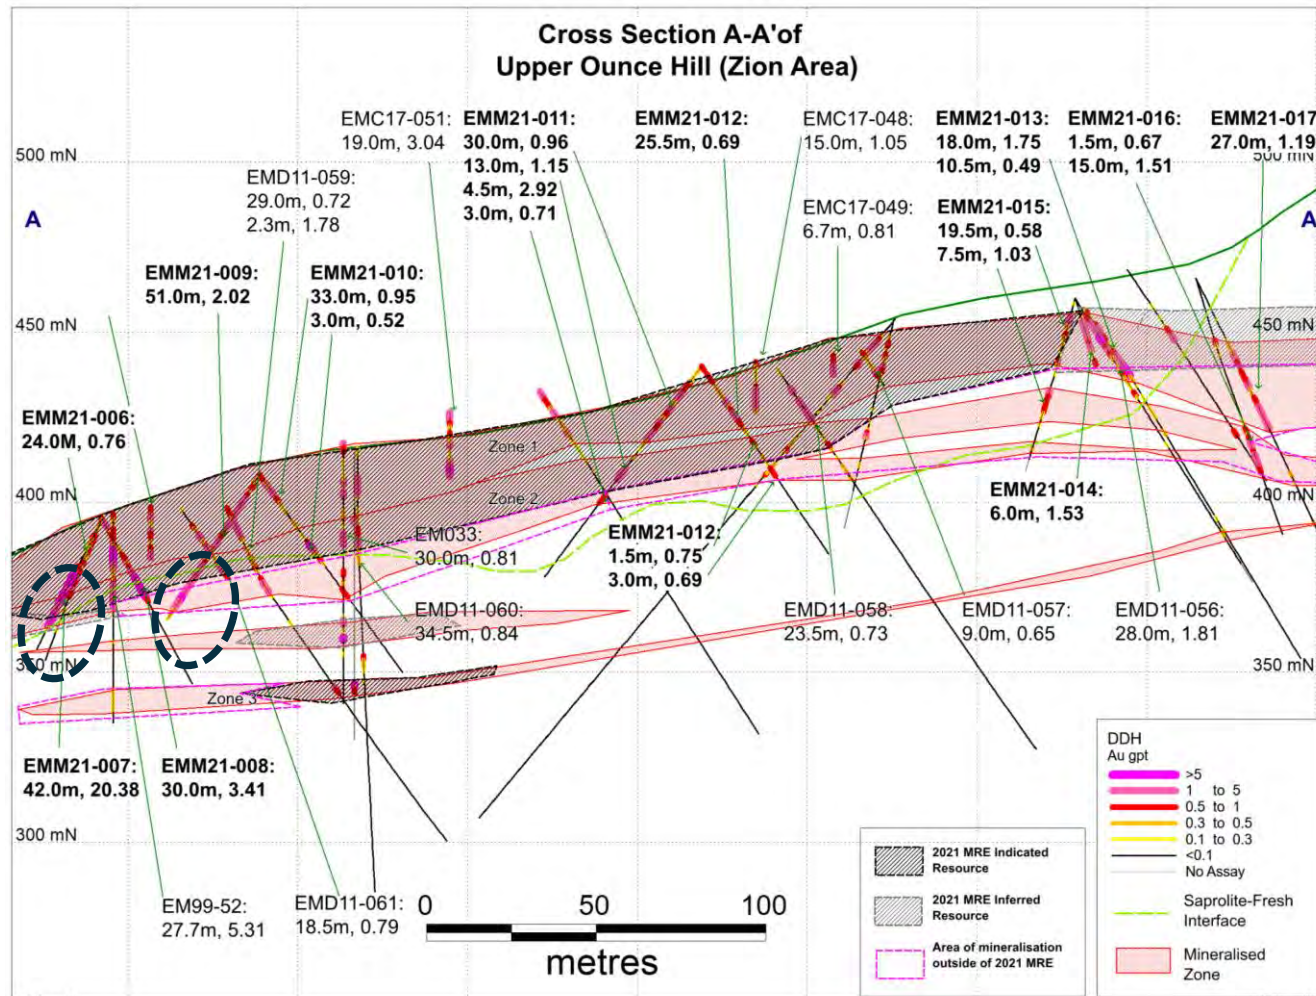 Cross Section A-A'of
Upper Ounce Hill (Zion Area)
EMC17-051:
19.0m, 3.04
EMM21-011:
30.0m, 0.96
13.0m, 1.15
4.5m, 2.92
3.0m, 0.71
EMM21-012:
25.5m, 0.69
EMC17-048:
15.0m, 1.05
EMM21-013:
18.0m, 1.75
10.5m, 0.49
EMM21-016:
1.5m, 0.67
15.0m, 1.51
EMM21-017
27.0m, 1.19
500 mN
500 mN
EMD11-059:
29.0m, 0.72
2.3m, 1.78
A
A
EMC17-049:
6.7m, 0.81
EMM21-015:
19.5m, 0.58
7.5m, 1.03
EMM21-009:
51.0m, 2.02
EMM21-010:
33.0m, 0.95
3.0m, 0.52
450 mN
450 mN
EMM21-006:
24.0M, 0.76
Zone 1
Zone 2
400 mN
400 mN
EMM21-014:
6.0m, 1.53
EM033:
30.0m, 0.81
EMM21-012:
1.5m, 0.75
3.0m, 0.69
EMD11-060:
34.5m, 0.84
EMD11-058:
23.5m, 0.73
EMD11-057:
9.0m, 0.65
EMD11-056:
28.0m, 1.81
350 mN
350 mN
Zone 3
EMM21-007:
42.0m, 20.38
EMM21-008:
30.0m, 3.41
300 mN
EM99-52:
27.7m, 5.31
EMD11-061:
18.5m, 0.79
0 50 100
metres
2021 MRE Indicated
Resource
2021 MRE Inferred
Resource
Area of mineralisation
outside of 2021 MRE
DDH
Au gpt
>5
1 to 5
0.5 to 1
0.3 to 0.5
0.1 to 0.3
<0.1
No Assay
Saprolite-Fresh
Interface
Mineralised
Zone